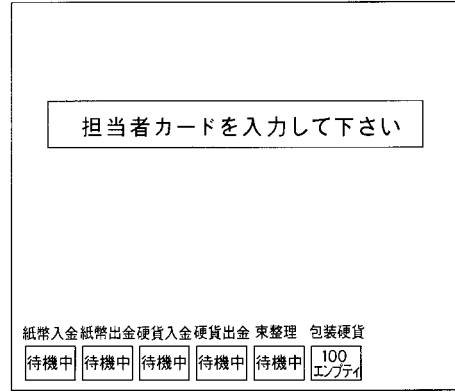 担当者カードを入力して下さい
紙幣入金 紙幣出金 硬貨入金 硬貨出金 束整理 包装硬貨
待機中 待機中 待機中 待機中 待機中 100
エンプティ